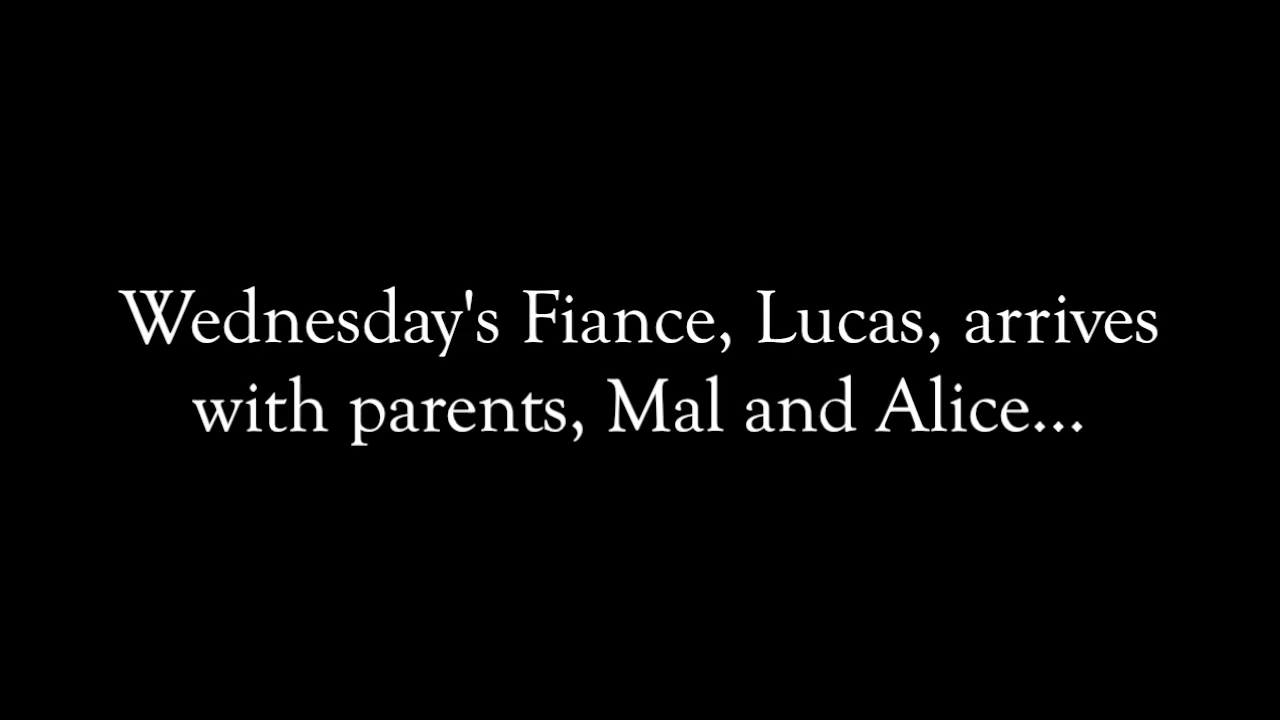 Wednesday's Fiance, Lucas, arrives
with parents, Mal and Alice...